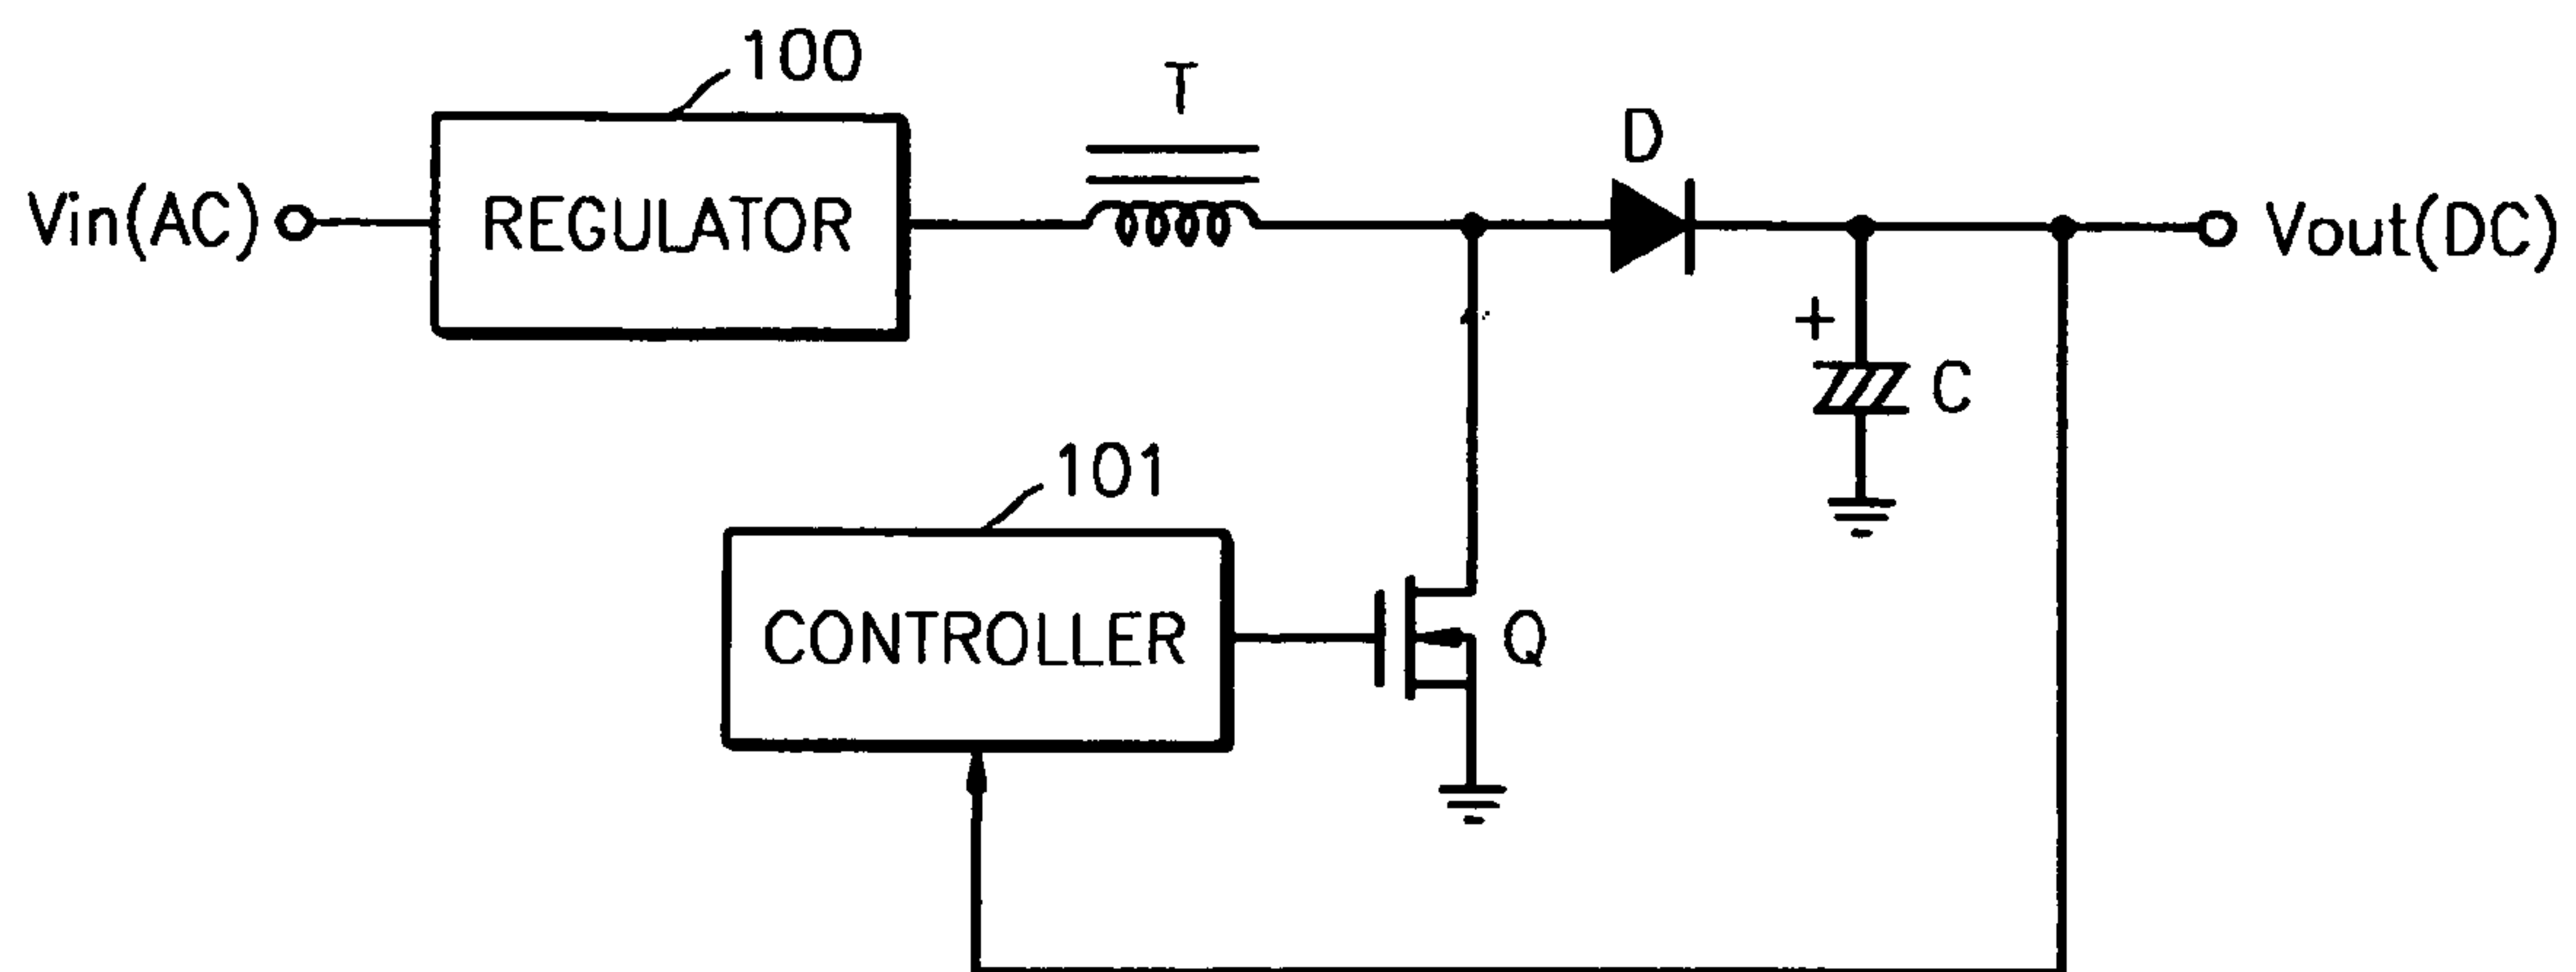 100
T
D
Vin(AC)
REGULATOR
Vout(DC)
+
C
101
CONTROLLER
Q